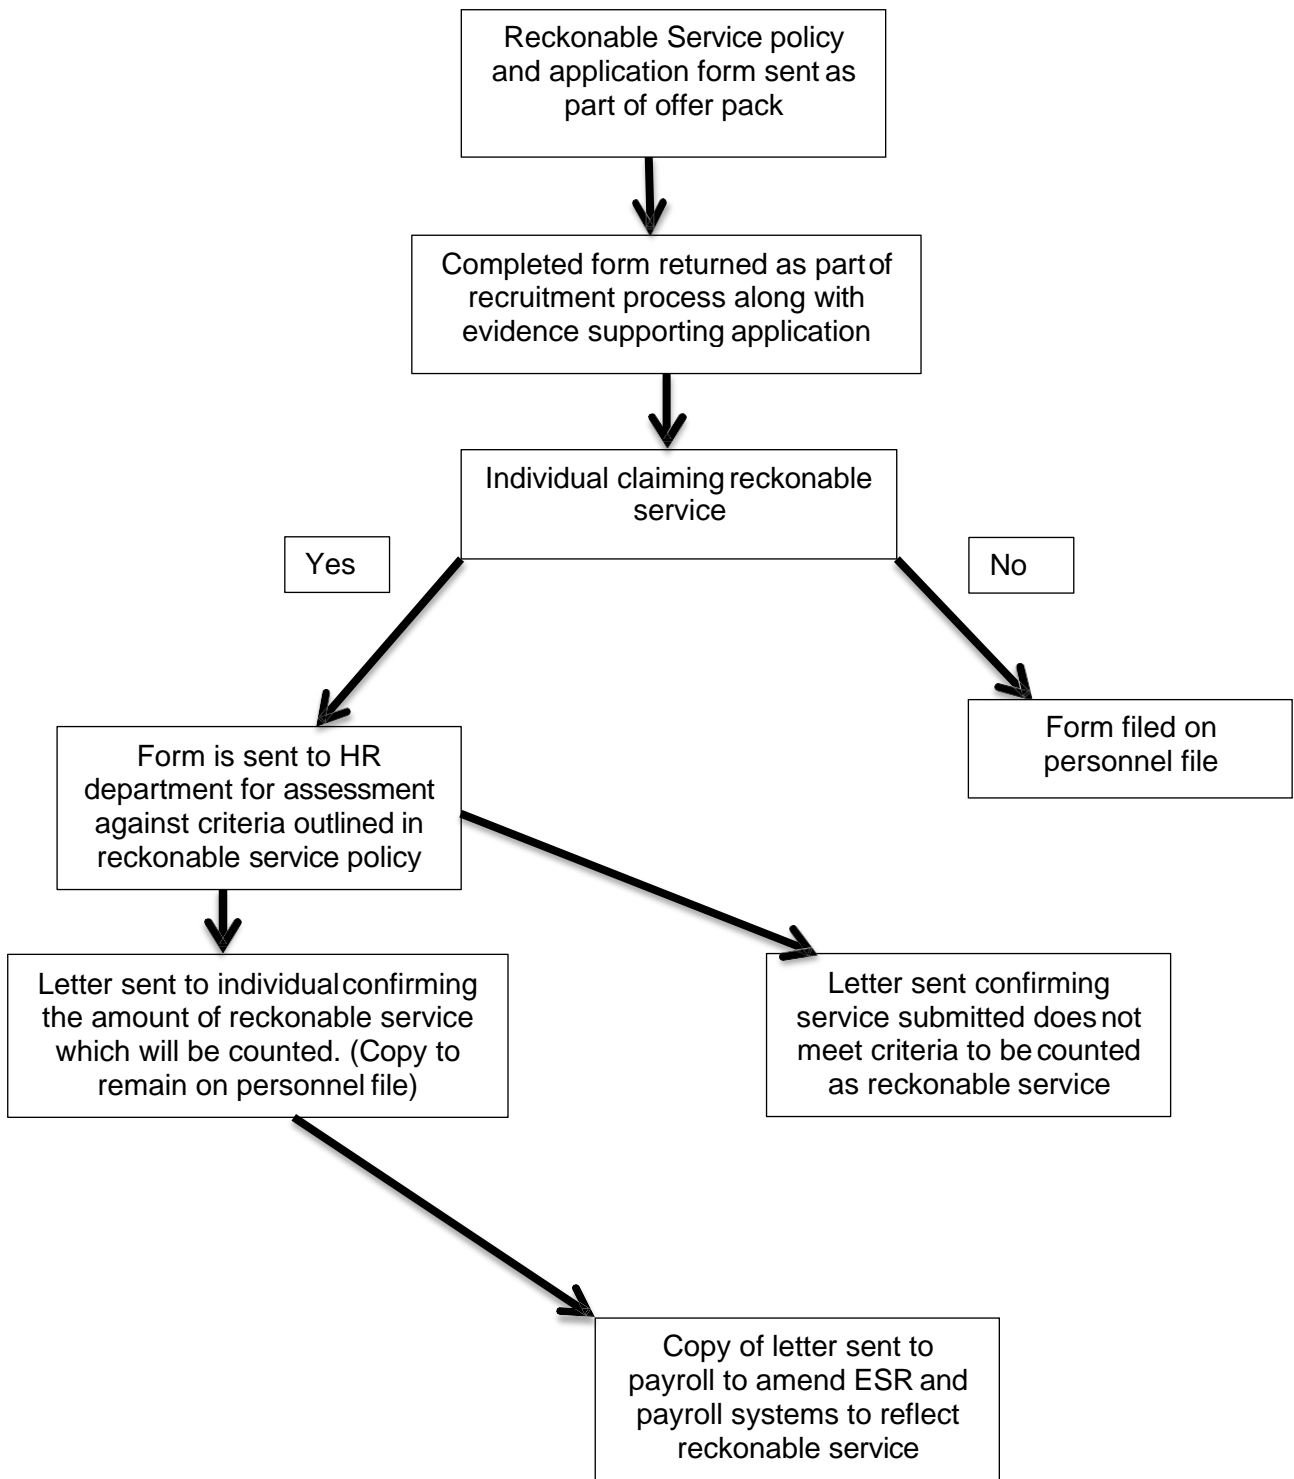 Reckonable Service policy
and application form sent as
part of offer pack
Completed form returned as part of
recruitment process along with
evidence supporting application
Individual claiming reckonable
service
Yes
No
Form filed on
personnel file
Form is sent to HR
department for assessment
against criteria outlined in
reckonable service policy
Letter sent to individual confirming
the amount of reckonable service
which will be counted. (Copy to
remain on personnel file)
Letter sent confirming
service submitted does not
meet criteria to be counted
as reckonable service
Copy of letter sent to
payroll to amend ESR and
payroll systems to reflect
reckonable service